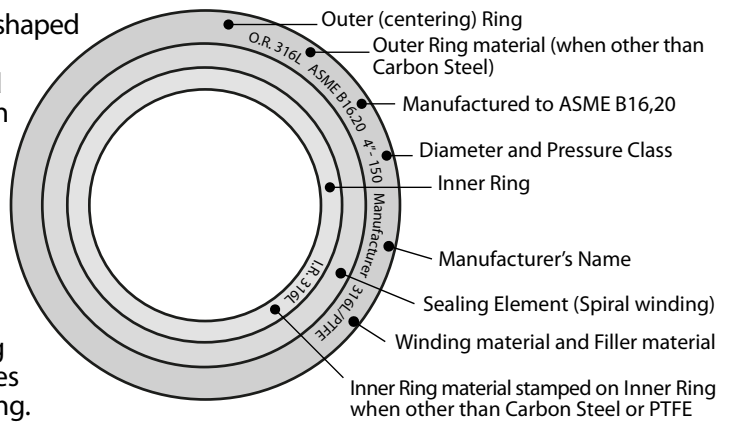 shaped
n
g
es
ng.
Outer (centering) Ring
Outer Ring material (when other than
Carbon Steel)
Manufactured to ASME B16,20
Diameter and Pressure Class
Inner Ring
Manufacturer's Name
Sealing Element (Spiral winding)
Winding material and Filler material
Inner Ring material stamped on Inner Ring
when other than Carbon Steel or PTFE
O.R. 316L ASME B16.20 4"- 150 Manufacturer 316L/PTFE
I.R. 316L